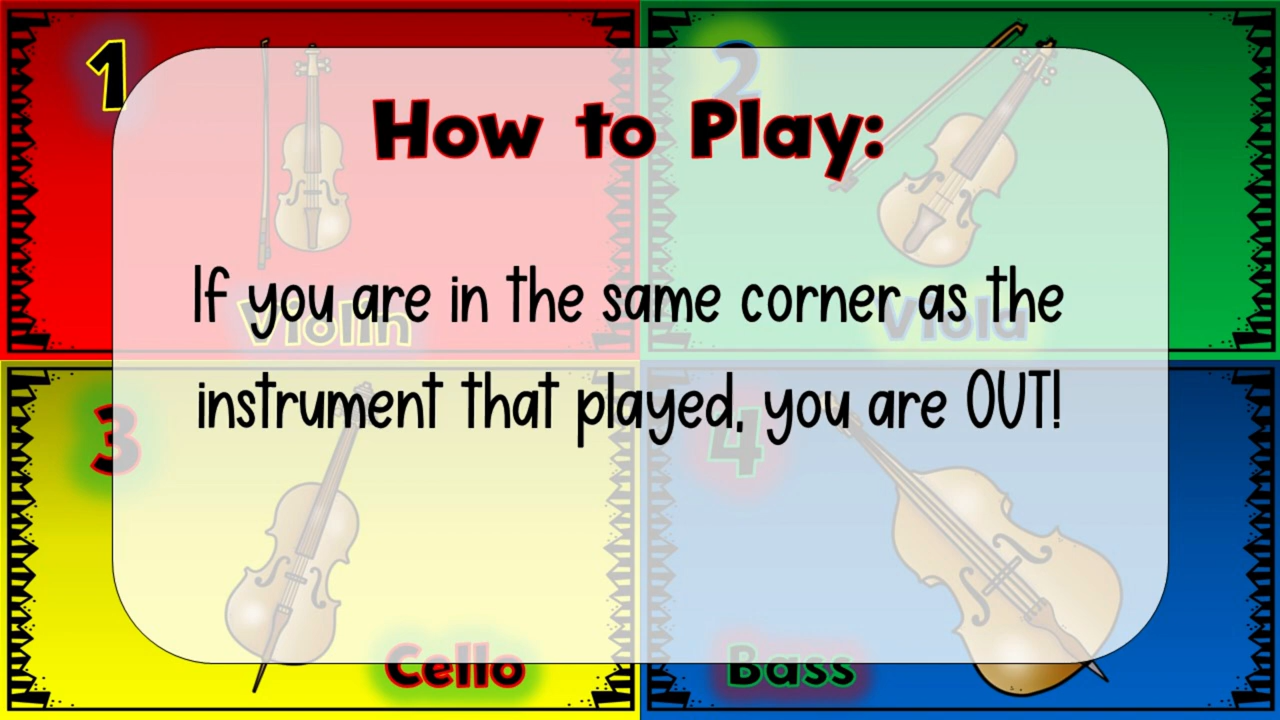 1
2
How to Play:
If you are in the same corner as the
Violin
Viola
instrument that played, you are OUT!
3
4
Cello
Bass